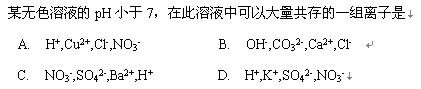 某无色溶液的 pH 小于 7，在此溶液中可以大量共存的一组离子是↓
A. H⁺,Cu²⁺,Cl⁻,NO₃⁻ B. OH⁻,CO₃²⁻,Ca²⁺,Cl⁻ ↵
C. NO₃⁻,SO₄²⁻,Ba²⁺,H⁺ D. H⁺,K⁺,SO₄²⁻,NO₃⁻↓